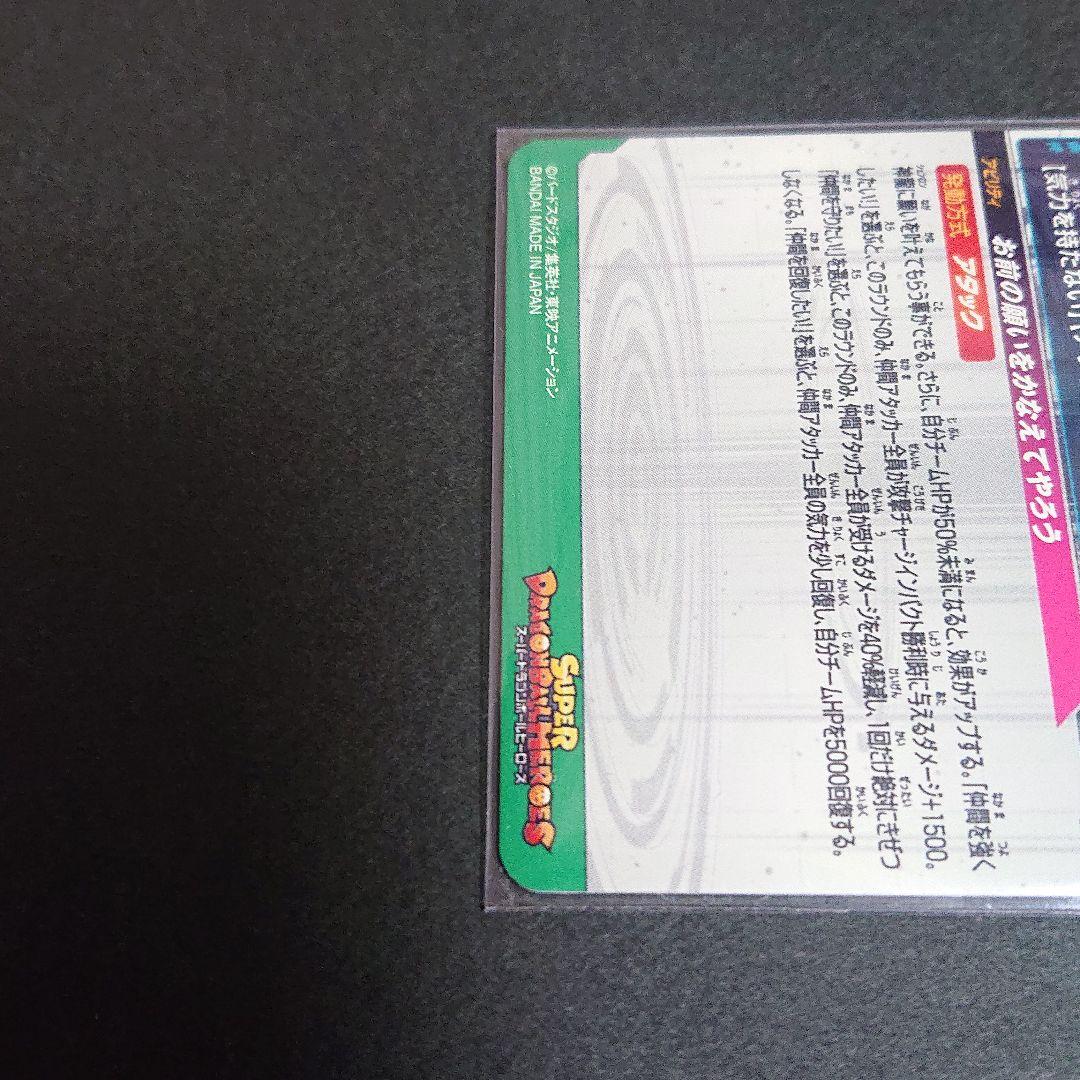 「気力を持たない」
アビリティ
お前の願いをかなえてやろう
発動方式 アタック
神龍に願いを叶えてもらう事ができる。さらに、自分チームHPが50%未満になると、効果がアップする。「仲間を強く
したい!」を選ぶと、このラウンドのみ、仲間アタッカー全員が攻撃チャージインパクト勝利時に与えるダメージ+1500。
「仲間を守りたい!」を選ぶと、このラウンドのみ、仲間アタッカー全員が受けるダメージを40%軽減し、1回だけ絶対にきぜつ
しなくなる。「仲間を回復したい!」を選ぶと、仲間アタッカー全員の気力を少し回復し、自分チームHPを5000回復する。
©バードスタジオ/集英社・東映アニメーション
BANDAI MADE IN JAPAN
SUPER
DRAGONBALL HEROES
スーパードラゴンボールヒーローズ